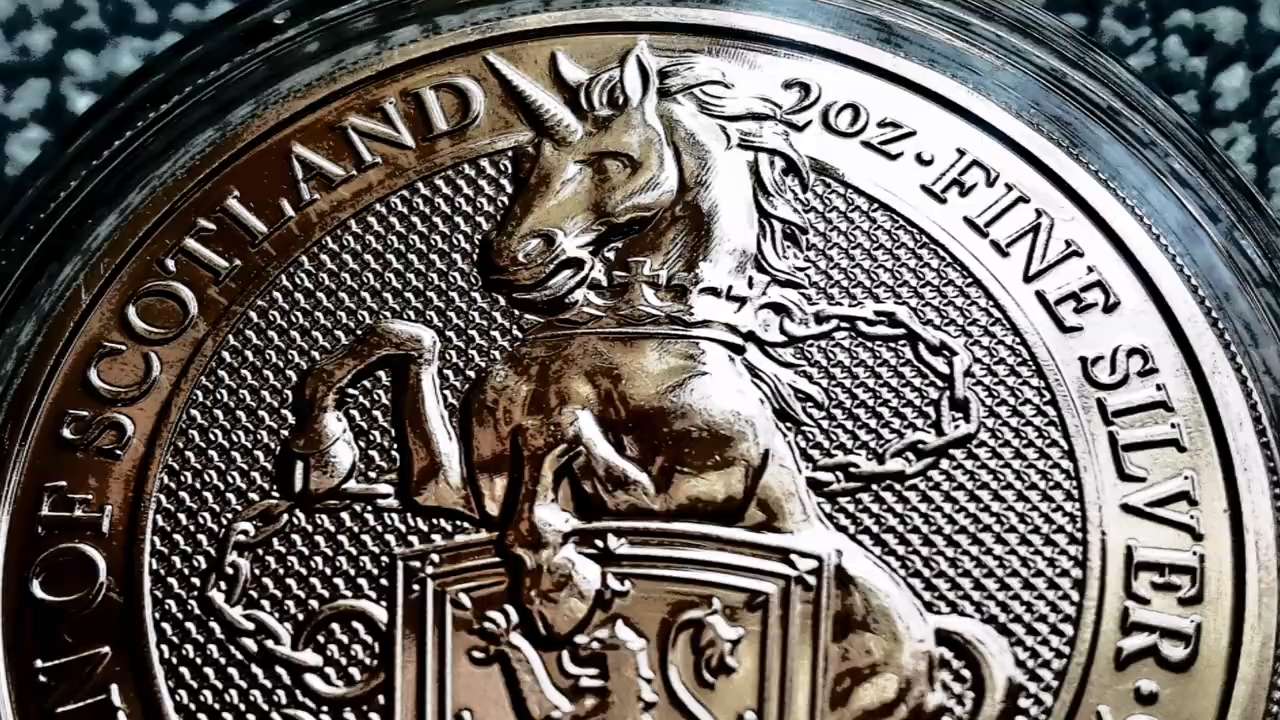 N OF SCOTLAND
2OZ · FINE SILVER ·